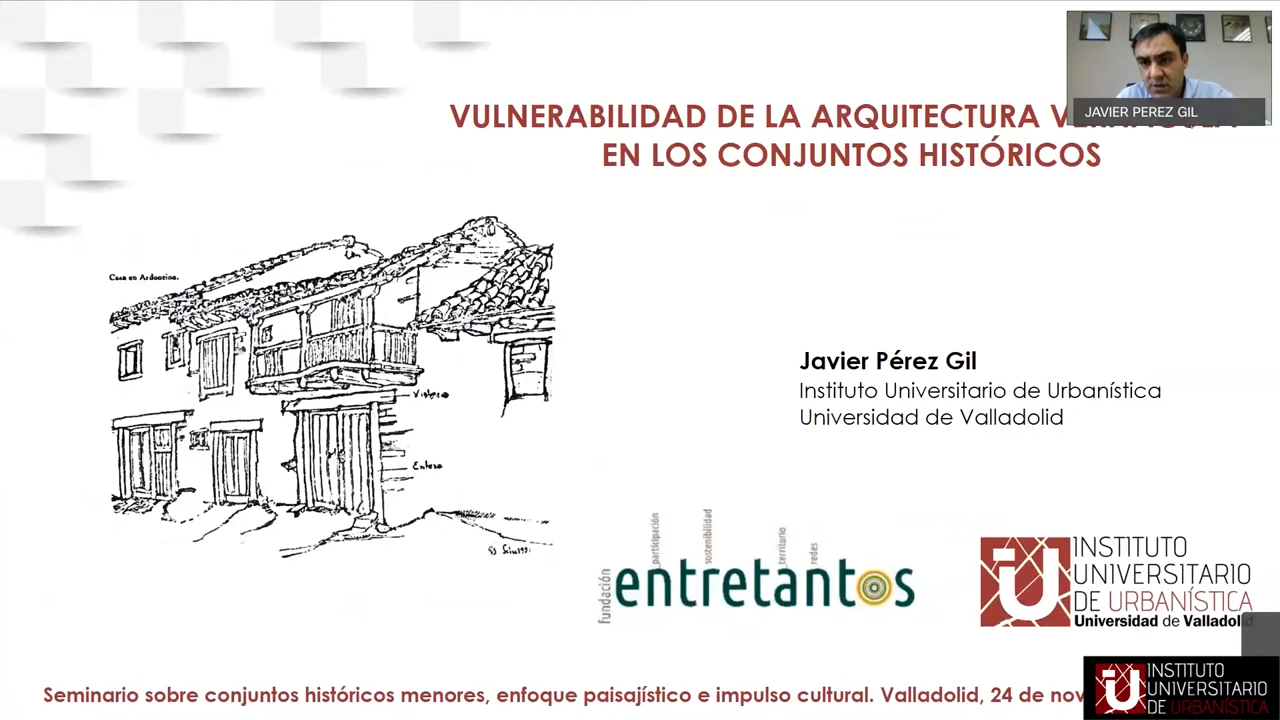 JAVIER PEREZ GIL
VULNERABILIDAD DE LA ARQUITECTURA
EN LOS CONJUNTOS HISTÓRICOS
Casa en Ardoncino.
Javier Pérez Gil
Instituto Universitario de Urbanística
Universidad de Valladolid
fundación
participación
sostenibilidad
territorio
redes
entretantos
INSTITUTO
UNIVERSITARIO
DE URBANÍSTICA
Universidad de Valladolid
Seminario sobre conjuntos históricos menores, enfoque paisajístico e impulso cultural. Valladolid, 24 de nov
INSTITUTO
UNIVERSITARIO
DE URBANÍSTICA